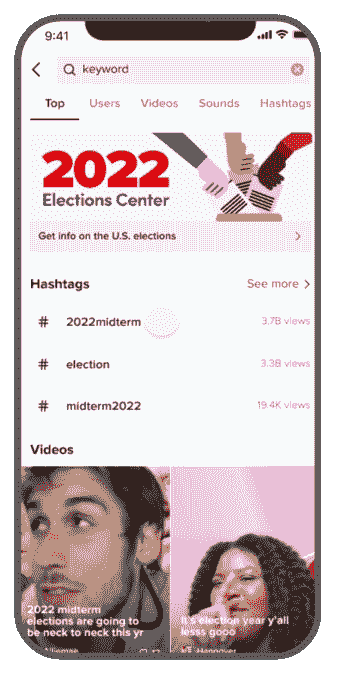 9:41
keyword
Top Users Videos Sounds Hashtags
2022
Elections Center
Get info on the U.S. elections
Hashtags See more
# 2022midterm 3.7B views
# election 3.3B views
# midterm2022 19.4K views
Videos
2022 midterm
elections are going to
be neck to neck this yr
It's election year y'all
lesss gooo